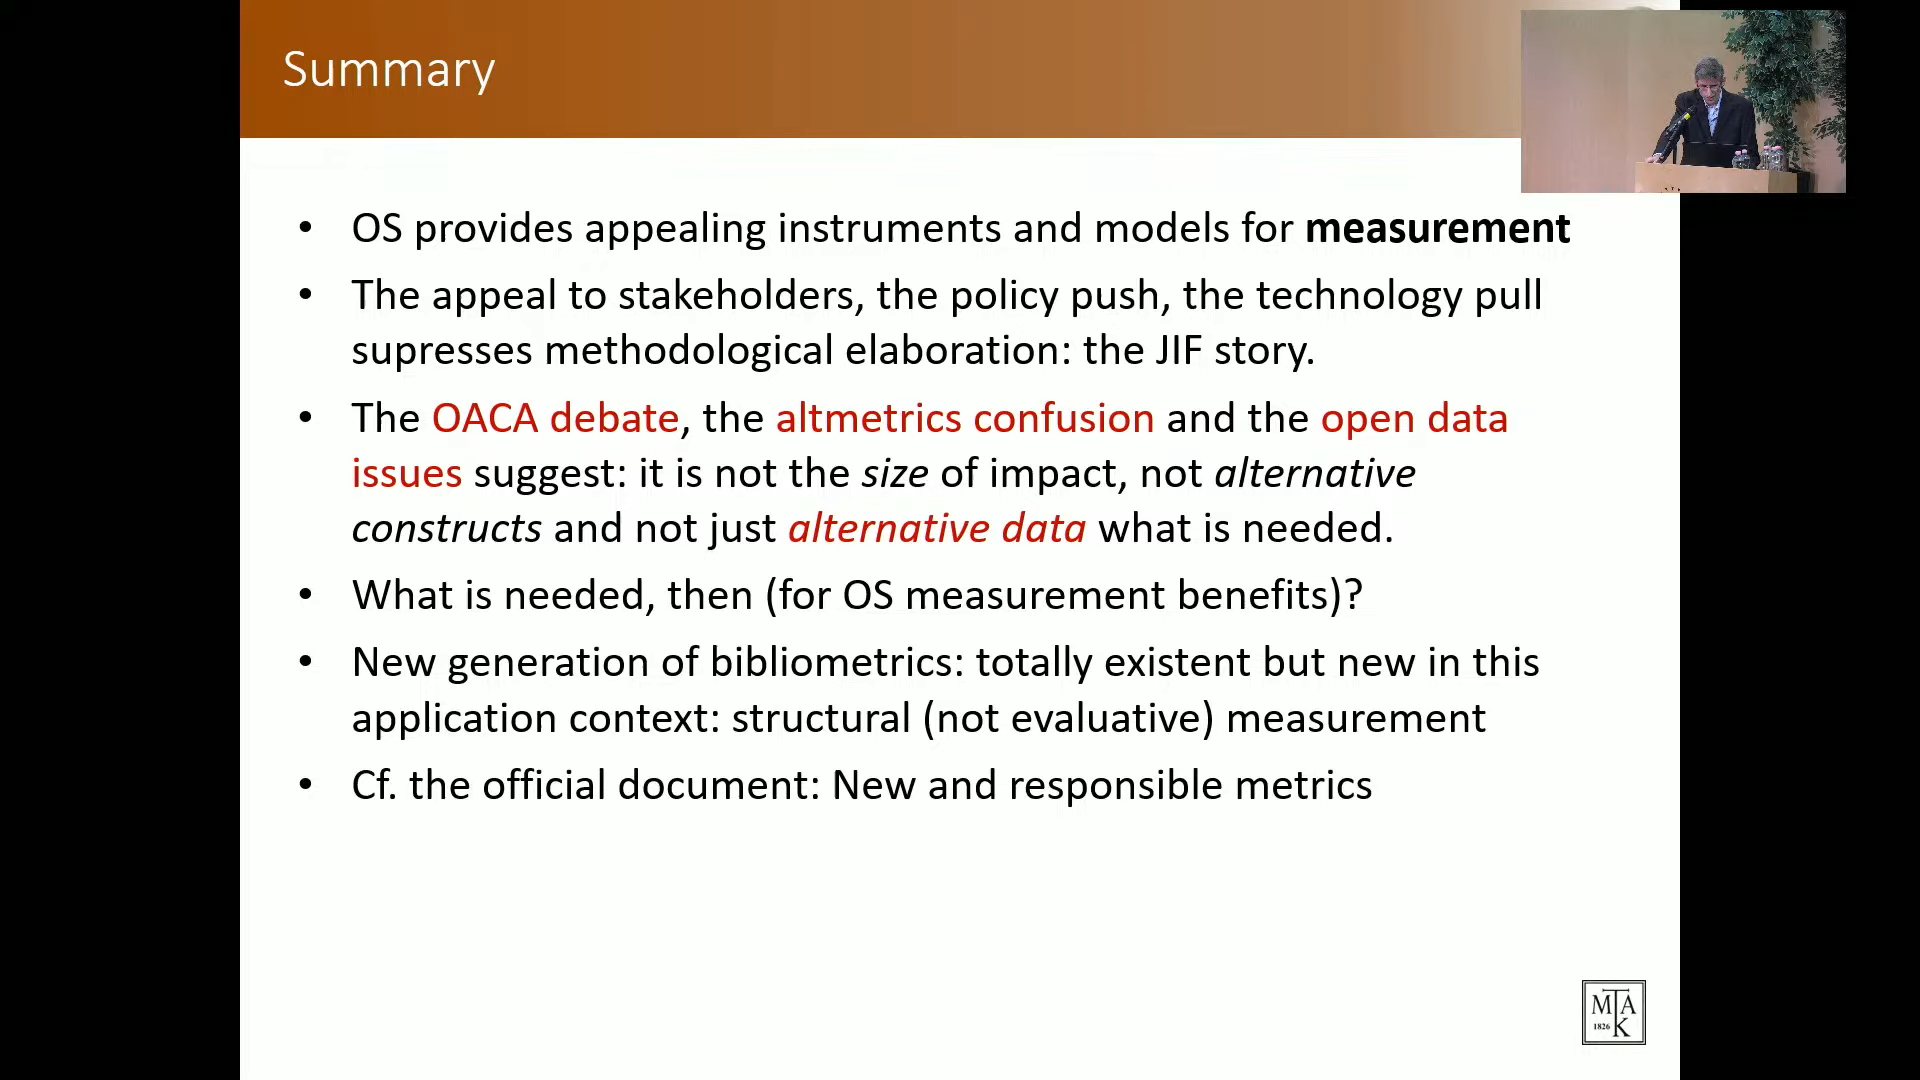 Summary
• OS provides appealing instruments and models for measurement
• The appeal to stakeholders, the policy push, the technology pull
supresses methodological elaboration: the JIF story.
• The OACA debate, the altmetrics confusion and the open data
issues suggest: it is not the size of impact, not alternative
constructs and not just alternative data what is needed.
• What is needed, then (for OS measurement benefits)?
• New generation of bibliometrics: totally existent but new in this
application context: structural (not evaluative) measurement
• Cf. the official document: New and responsible metrics
MTA
1826 K